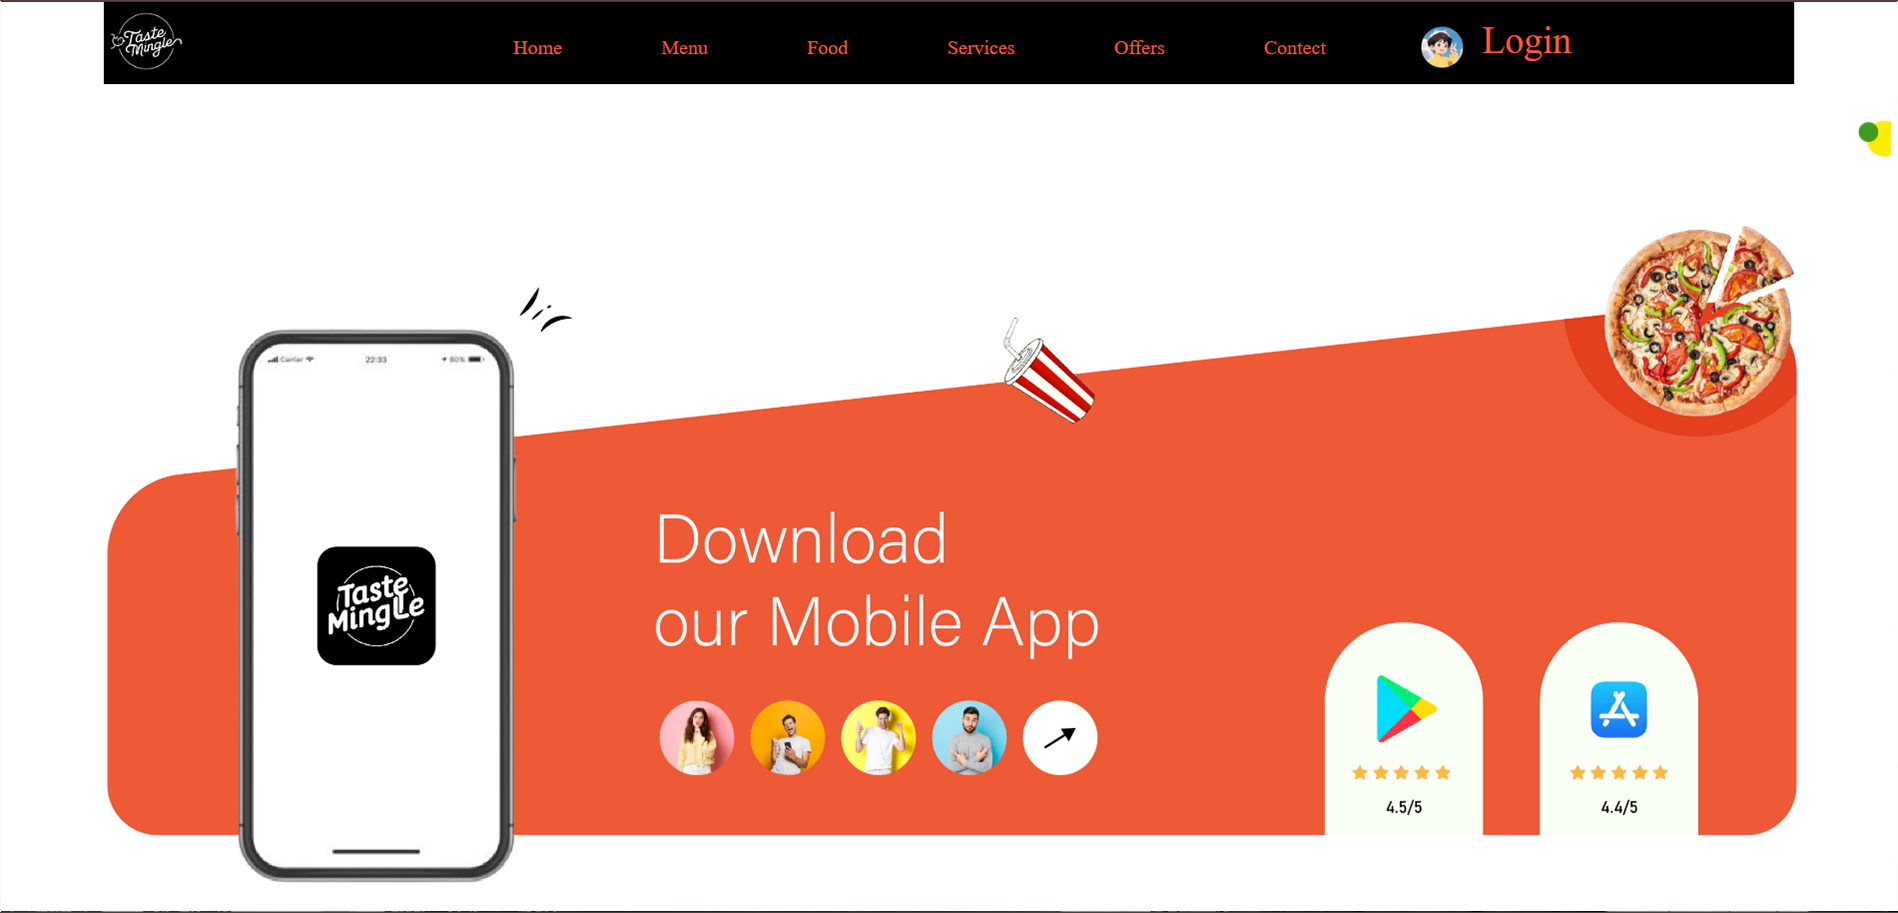 Taste
Mingle
Home
Menu
Food
Services
Offers
Contect
Login
Carrier
22:33
80%
Taste
Mingle
Download
our Mobile App
4.5/5
4.4/5